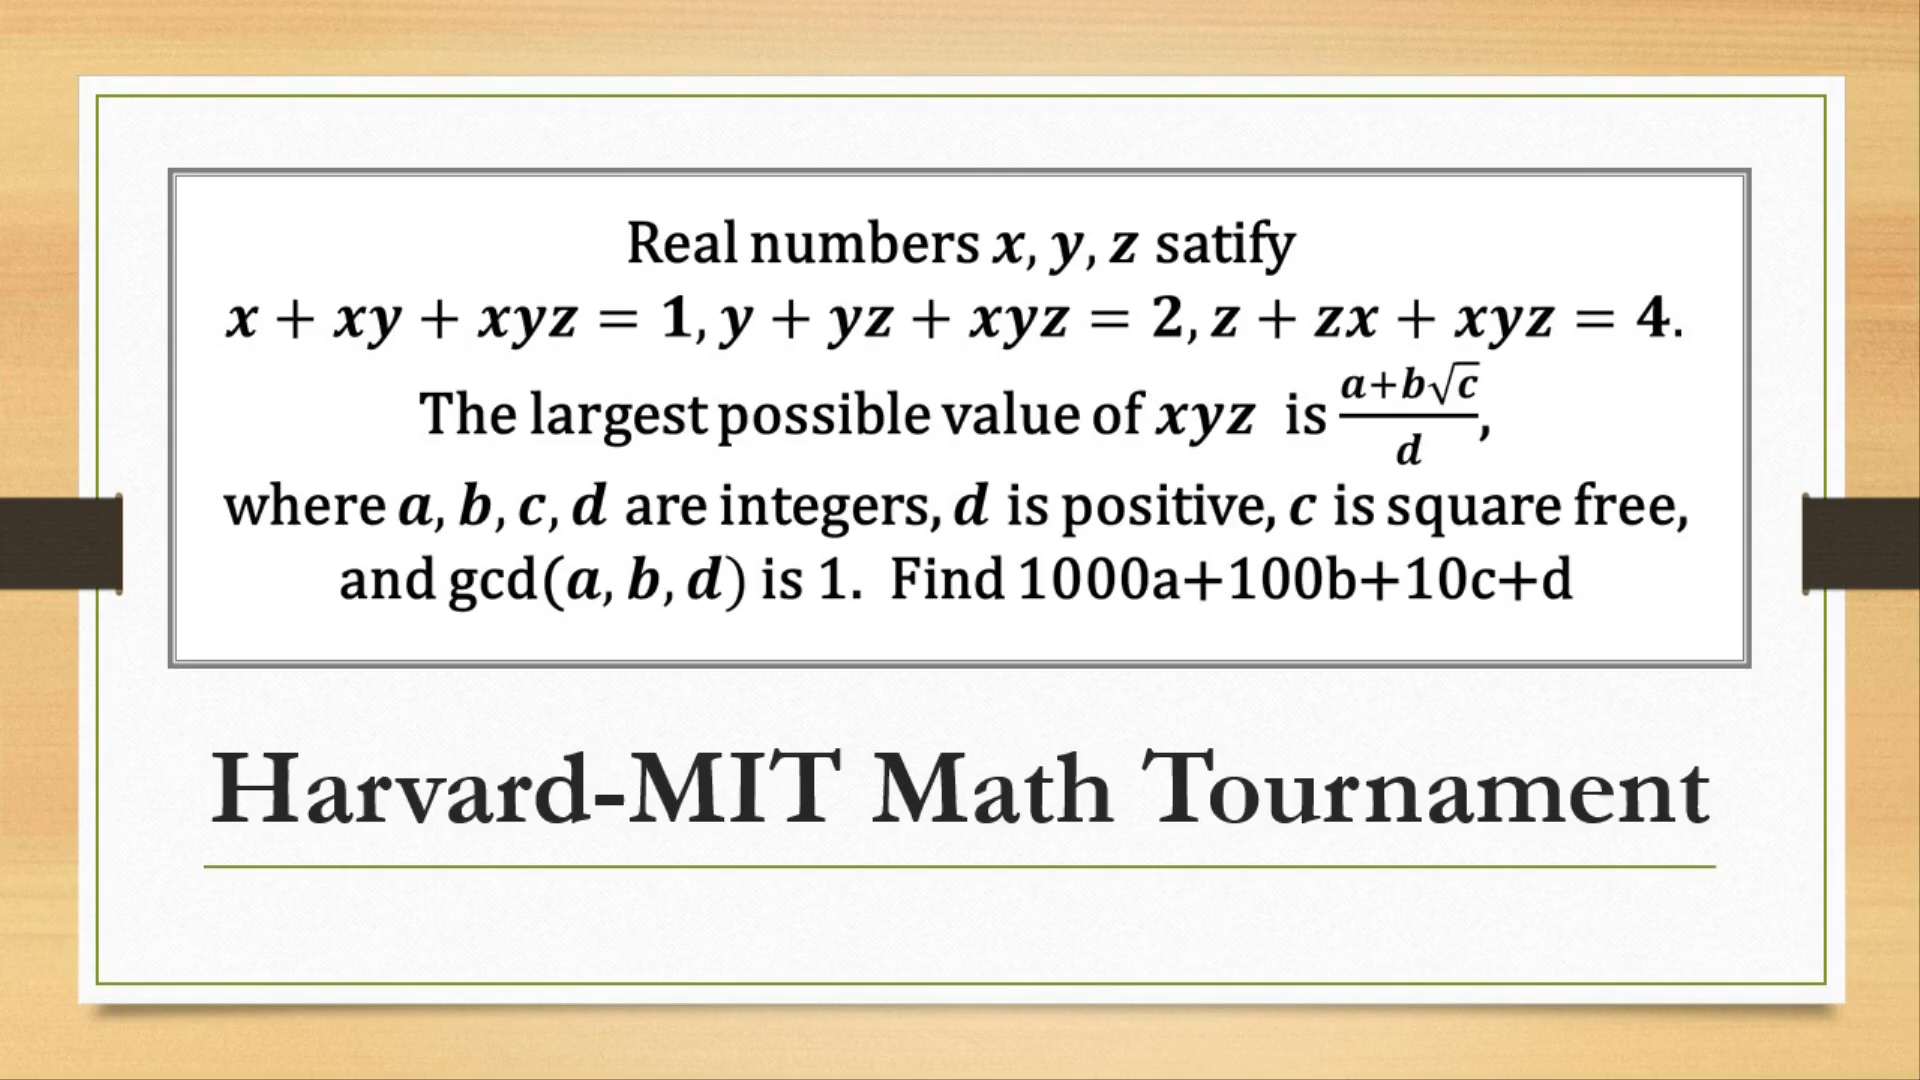 Real numbers x, y, z satify
x + xy + xyz = 1, y + yz + xyz = 2, z + zx + xyz = 4.
The largest possible value of xyz is \frac{a+b\sqrt{c}}{d},
where a, b, c, d are integers, d is positive, c is square free,
and gcd(a, b, d) is 1. Find 1000a+100b+10c+d
Harvard-MIT Math Tournament